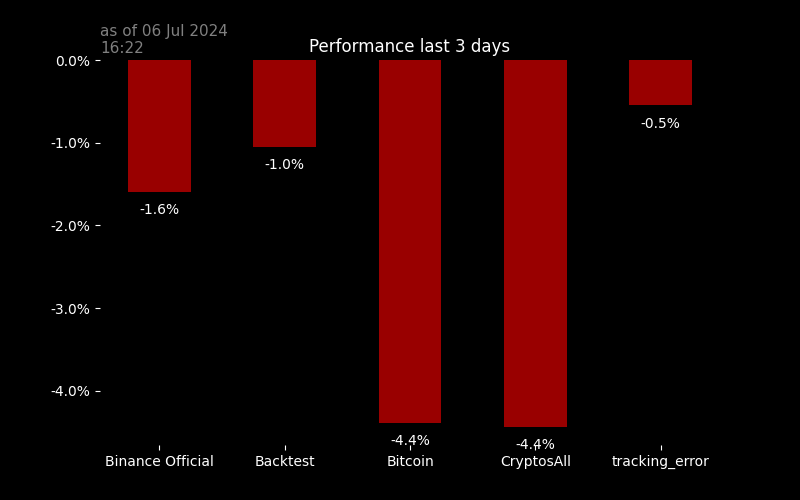 as of 06 Jul 2024
16:22
Performance last 3 days
0.0%
-1.0%
-2.0%
-3.0%
-4.0%
-1.6%
-1.0%
-4.4%
-4.4%
-0.5%
Binance Official
Backtest
Bitcoin
CryptosAll
tracking_error